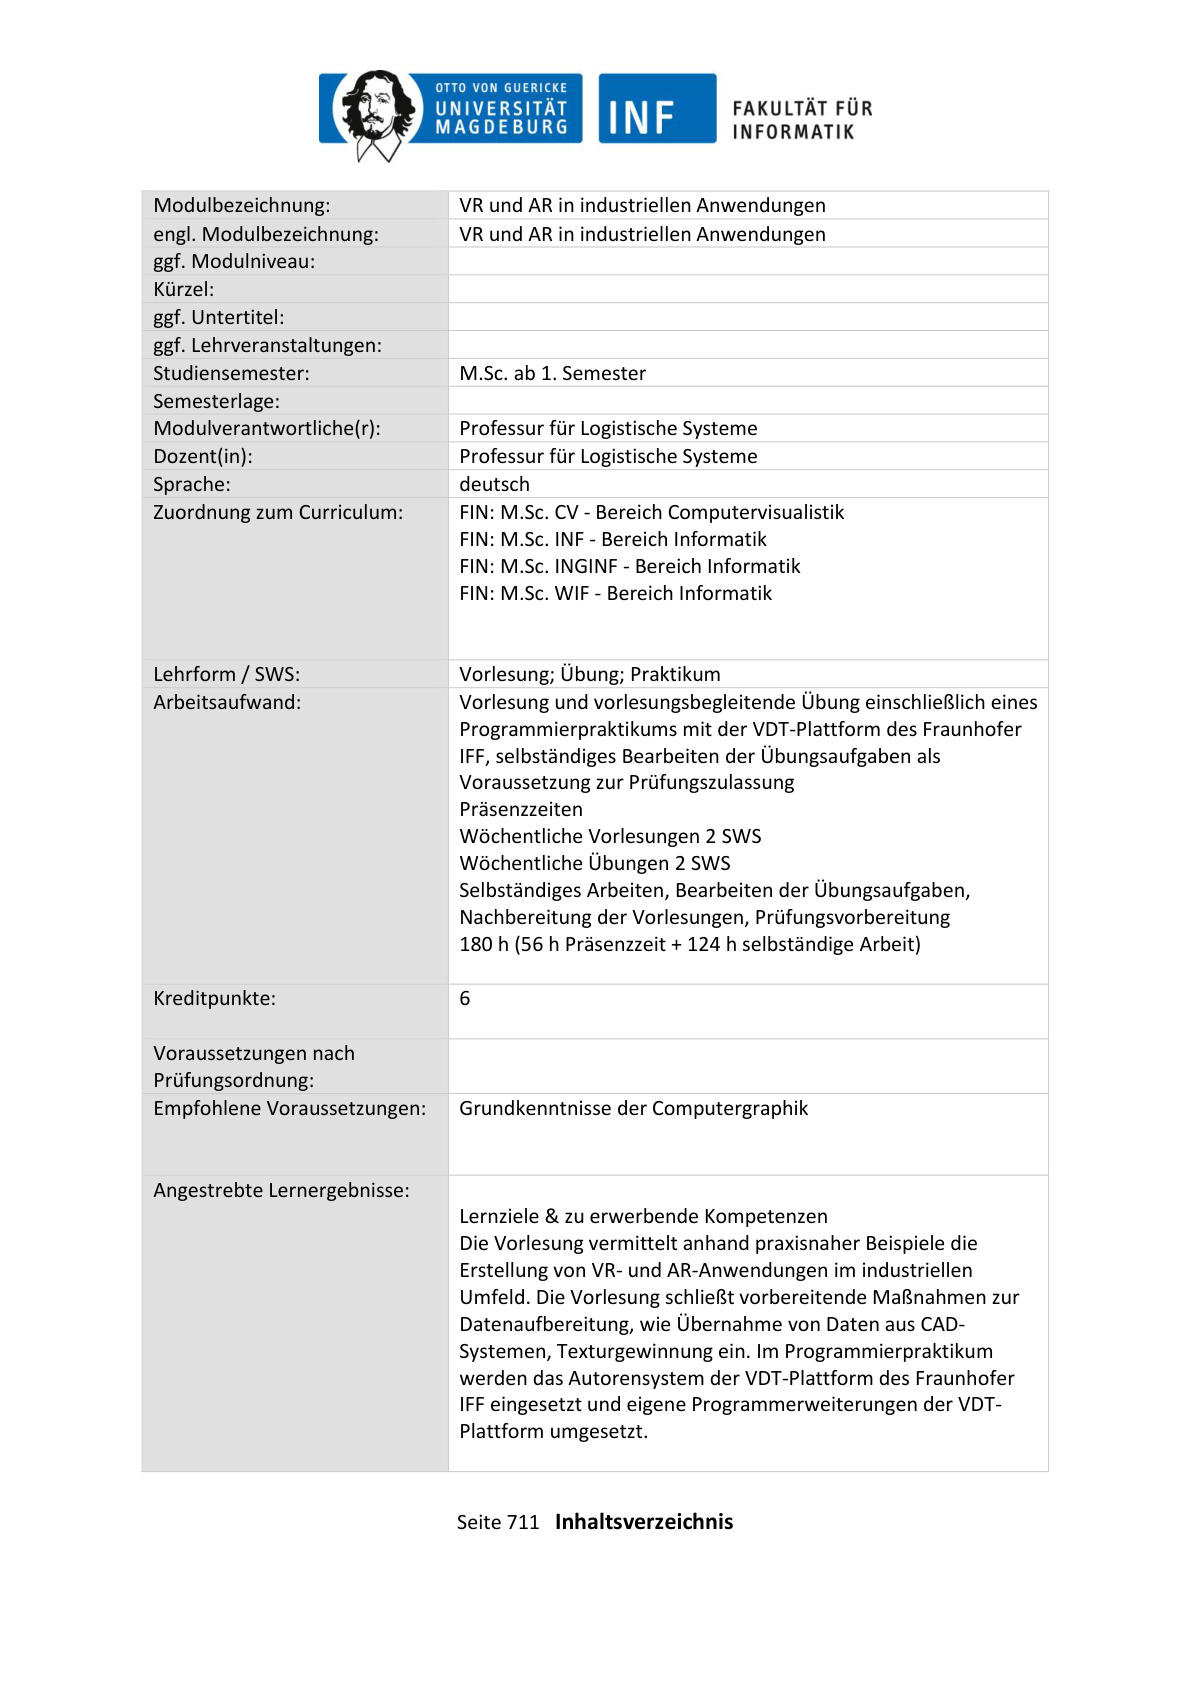 OTTO VON GUERICKE
UNIVERSITÄT
MAGDEBURG
INF
FAKULTÄT FÜR
INFORMATIK
Modulbezeichnung: VR und AR in industriellen Anwendungen
engl. Modulbezeichnung: VR und AR in industriellen Anwendungen
ggf. Modulniveau:
Kürzel:
ggf. Untertitel:
ggf. Lehrveranstaltungen:
Studiensemester: M.Sc. ab 1. Semester
Semesterlage:
Modulverantwortliche(r): Professur für Logistische Systeme
Dozent(in): Professur für Logistische Systeme
Sprache: deutsch
Zuordnung zum Curriculum: FIN: M.Sc. CV - Bereich Computervisualistik
FIN: M.Sc. INF - Bereich Informatik
FIN: M.Sc. INGINF - Bereich Informatik
FIN: M.Sc. WIF - Bereich Informatik
Lehrform / SWS: Vorlesung; Übung; Praktikum
Arbeitsaufwand: Vorlesung und vorlesungsbegleitende Übung einschließlich eines
Programmierpraktikums mit der VDT-Plattform des Fraunhofer
IFF, selbständiges Bearbeiten der Übungsaufgaben als
Voraussetzung zur Prüfungszulassung
Präsenzzeiten
Wöchentliche Vorlesungen 2 SWS
Wöchentliche Übungen 2 SWS
Selbständiges Arbeiten, Bearbeiten der Übungsaufgaben,
Nachbereitung der Vorlesungen, Prüfungsvorbereitung
180 h (56 h Präsenzzeit + 124 h selbständige Arbeit)
Kreditpunkte: 6
Voraussetzungen nach
Prüfungsordnung:
Empfohlene Voraussetzungen: Grundkenntnisse der Computergraphik
Angestrebte Lernergebnisse:
Lernziele & zu erwerbende Kompetenzen
Die Vorlesung vermittelt anhand praxisnaher Beispiele die
Erstellung von VR- und AR-Anwendungen im industriellen
Umfeld. Die Vorlesung schließt vorbereitende Maßnahmen zur
Datenaufbereitung, wie Übernahme von Daten aus CAD-
Systemen, Texturgewinnung ein. Im Programmierpraktikum
werden das Autorensystem der VDT-Plattform des Fraunhofer
IFF eingesetzt und eigene Programmerweiterungen der VDT-
Plattform umgesetzt.
Seite 711 Inhaltsverzeichnis